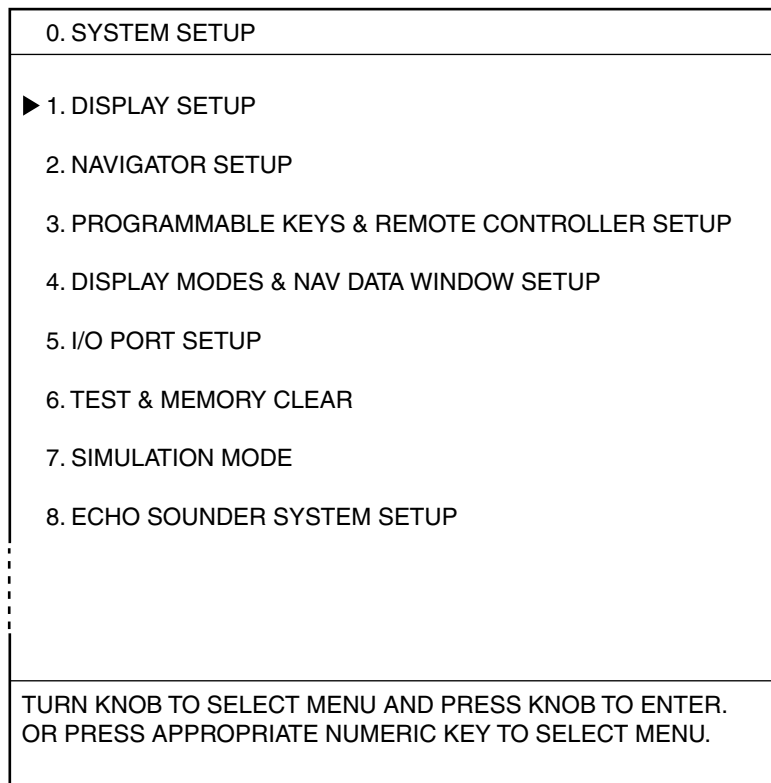 0. SYSTEM SETUP
1. DISPLAY SETUP
2. NAVIGATOR SETUP
3. PROGRAMMABLE KEYS & REMOTE CONTROLLER SETUP
4. DISPLAY MODES & NAV DATA WINDOW SETUP
5. I/O PORT SETUP
6. TEST & MEMORY CLEAR
7. SIMULATION MODE
8. ECHO SOUNDER SYSTEM SETUP
TURN KNOB TO SELECT MENU AND PRESS KNOB TO ENTER.
OR PRESS APPROPRIATE NUMERIC KEY TO SELECT MENU.